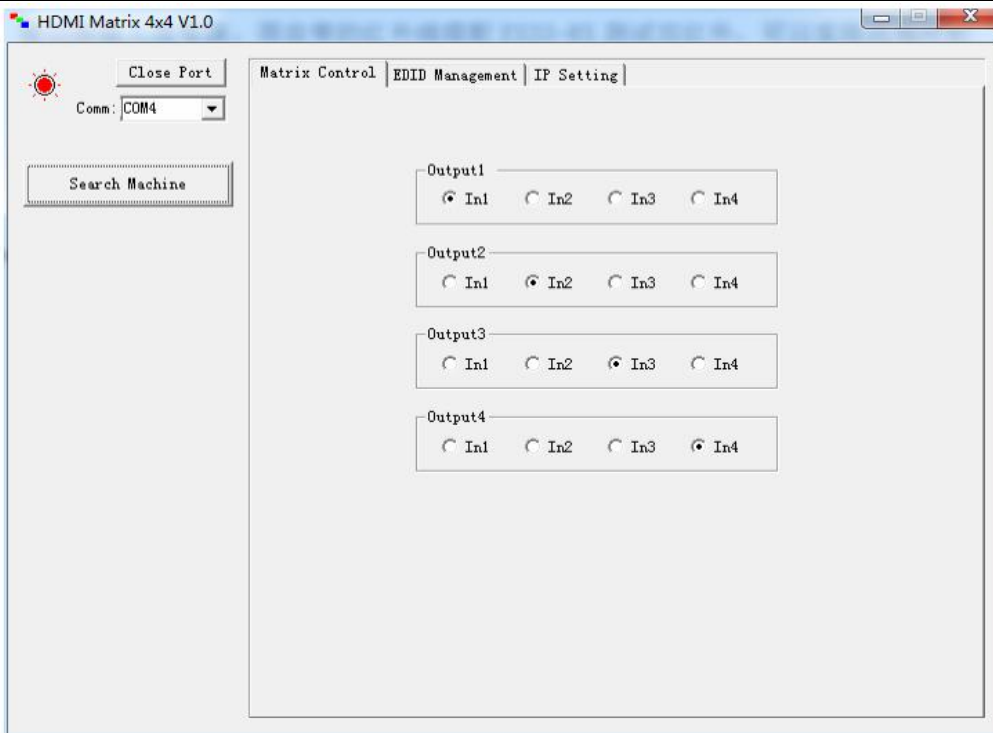 HDMI Matrix 4x4 V1.0
Close Port
Comm: COM4
Search Machine
Matrix Control EDID Management IP Setting
Output1
In1 In2 In3 In4
Output2
In1 In2 In3 In4
Output3
In1 In2 In3 In4
Output4
In1 In2 In3 In4